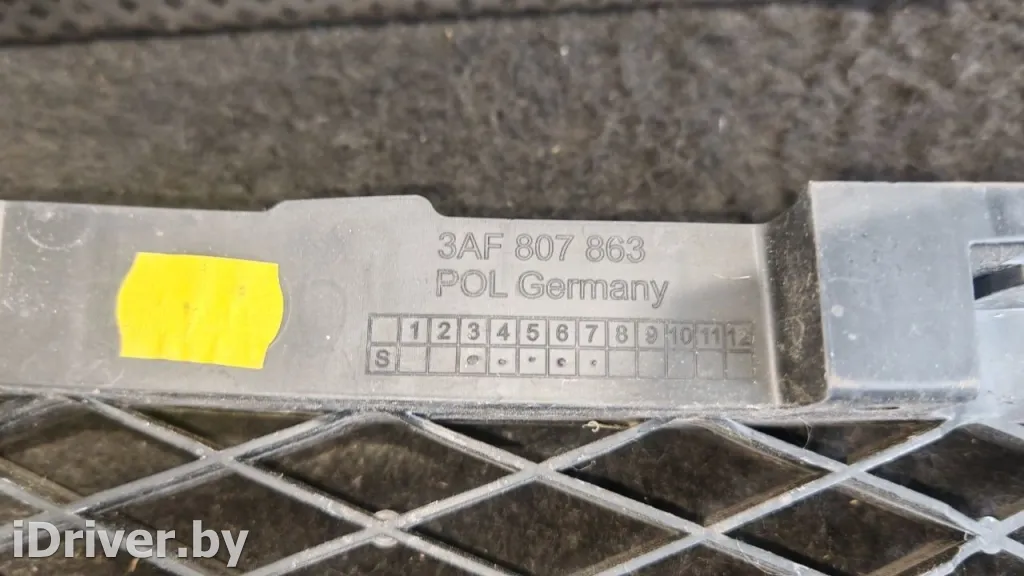 3AF 807 863
POL Germany
1 2 3 4 5 6 7 8 9 10 11 12
S
iDriver.by